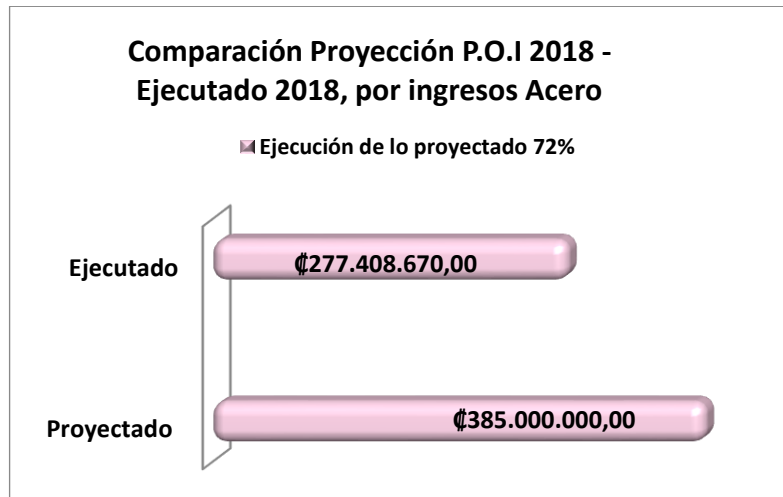 Comparación Proyección P.O.I 2018 -
Ejecutado 2018, por ingresos Acero
Ejecución de lo proyectado 72%
Ejecutado
₡277.408.670,00
Proyectado
₡385.000.000,00